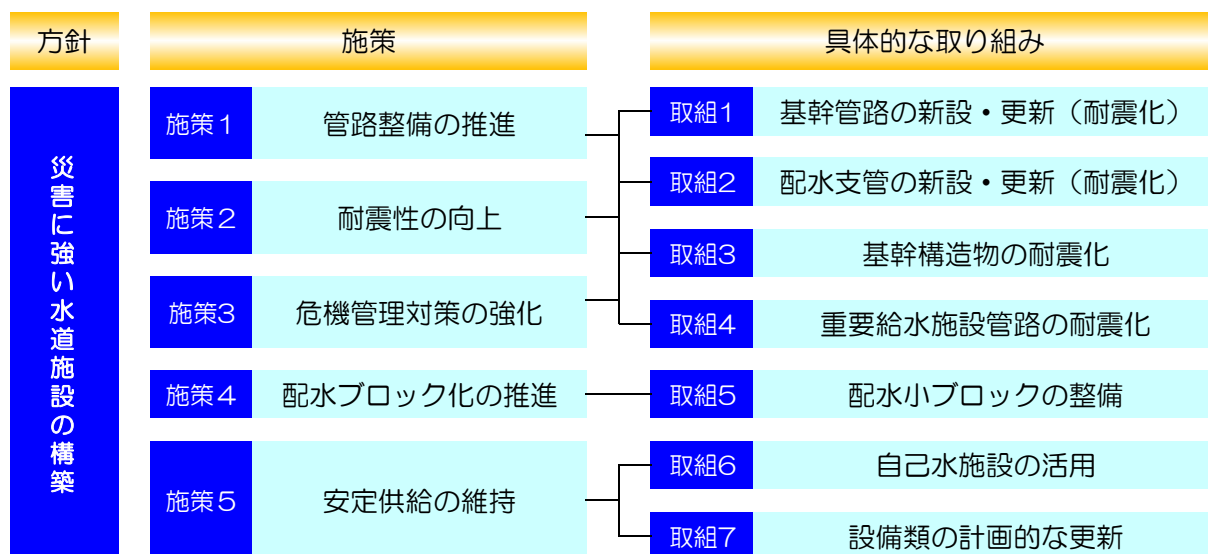 方針
施策
具体的な取り組み
災害に強い水道施設の構築
施策1 管路整備の推進
施策2 耐震性の向上
施策3 危機管理対策の強化
施策4 配水ブロック化の推進
施策5 安定供給の維持
取組1 基幹管路の新設・更新（耐震化）
取組2 配水支管の新設・更新（耐震化）
取組3 基幹構造物の耐震化
取組4 重要給水施設管路の耐震化
取組5 配水小ブロックの整備
取組6 自己水施設の活用
取組7 設備類の計画的な更新